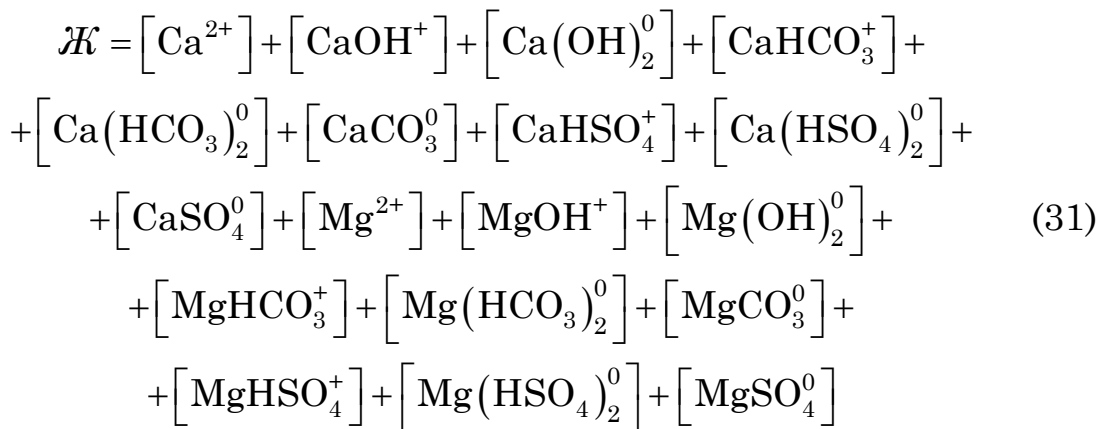 Ж = [Ca²⁺] + [CaOH⁺] + [Ca(OH)₂⁰] + [CaHCO₃⁺] +
+ [Ca(HCO₃)₂⁰] + [CaCO₃⁰] + [CaHSO₄⁺] + [Ca(HSO₄)₂⁰] +
+ [CaSO₄⁰] + [Mg²⁺] + [MgOH⁺] + [Mg(OH)₂⁰] + (31)
+ [MgHCO₃⁺] + [Mg(HCO₃)₂⁰] + [MgCO₃⁰] +
+ [MgHSO₄⁺] + [Mg(HSO₄)₂⁰] + [MgSO₄⁰]